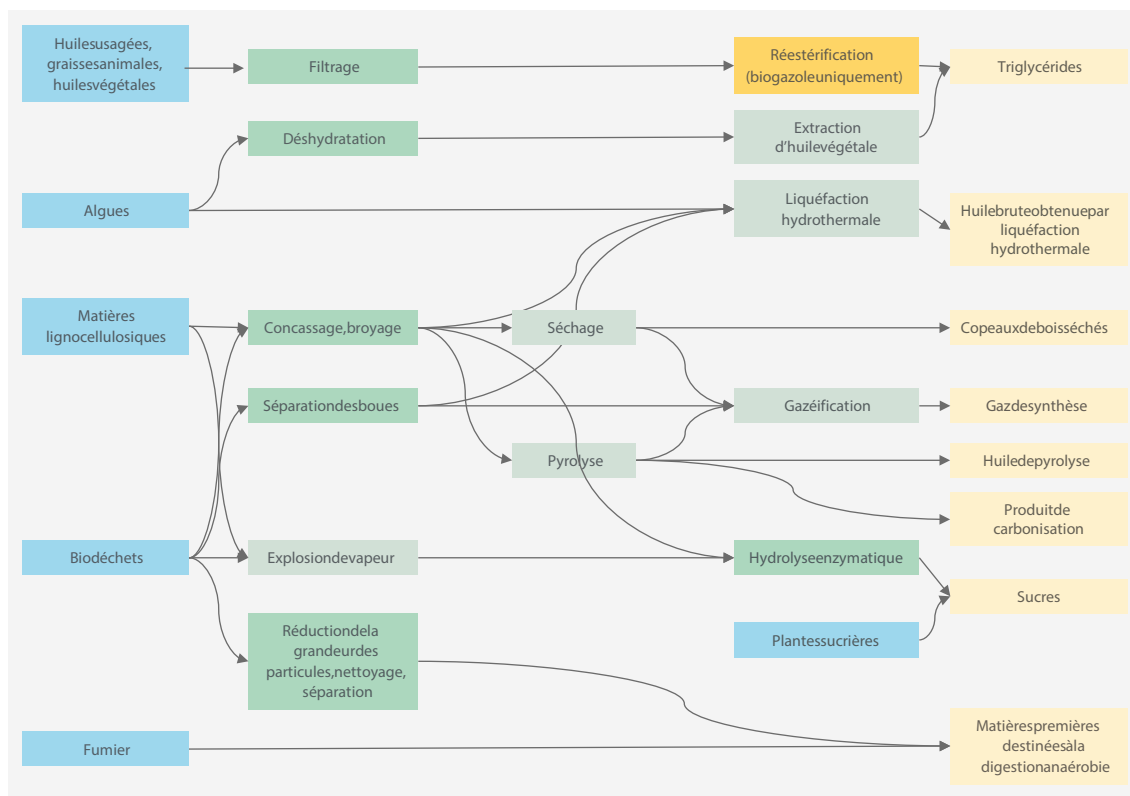 Huilesusagées,
graissesanimales,
huilesvégétales
Filtrage
Réestérification
(biogazoleuniquement)
Triglycérides
Déshydratation
Extraction
d'huilevégétale
Algues
Liquéfaction
hydrothermale
Huilebruteobtenuepar
liquéfaction
hydrothermale
Matières
lignocellulosiques
Concassage,broyage
Séchage
Copeauxdeboisséchés
Séparationdesboues
Gazéification
Gazdesynthèse
Pyrolyse
Huiledepyrolyse
Produitde
carbonisation
Biodéchets
Explosiondevapeur
Hydrolyseenzymatique
Sucres
Réductiondela
grandeurdes
particules,nettoyage,
séparation
Plantessucrières
Fumier
Matièrespremières
destinéesàla
digestionanaérobie